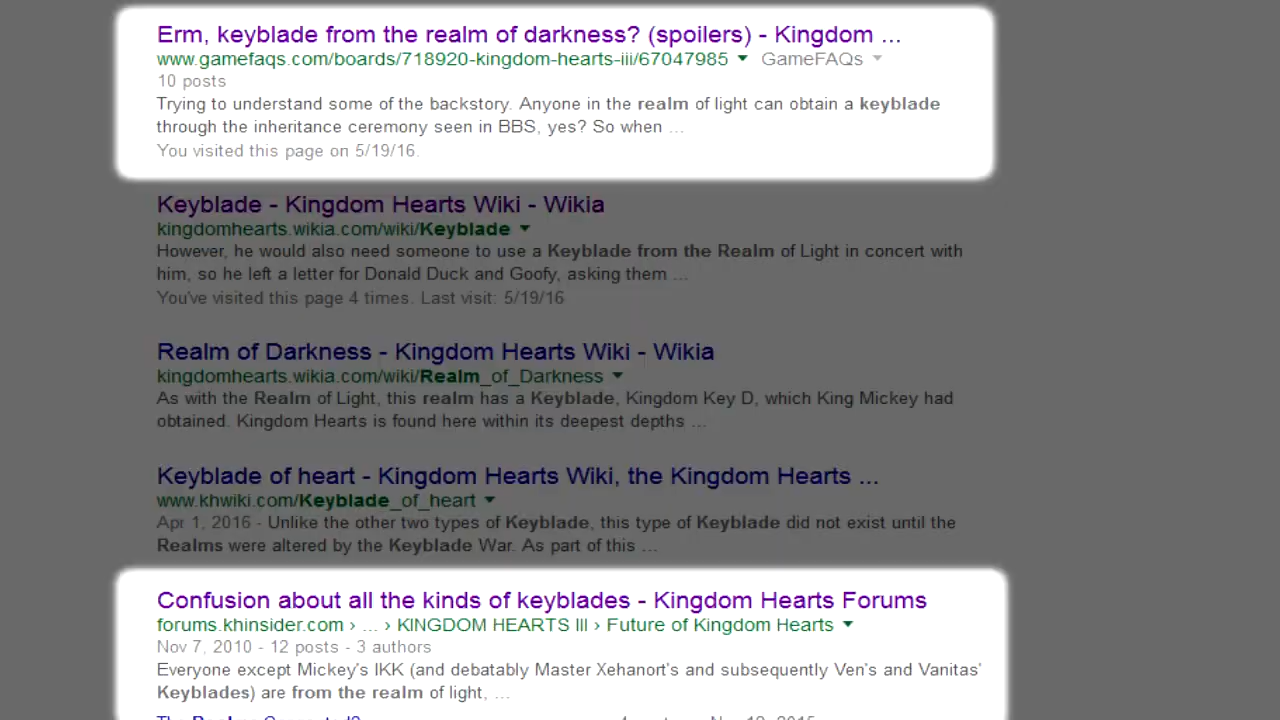 Erm, keyblade from the realm of darkness? (spoilers) - Kingdom ...
www.gamefaqs.com/boards/718920-kingdom-hearts-iii/67047985 ▼ GameFAQs ▼
10 posts
Trying to understand some of the backstory. Anyone in the realm of light can obtain a keyblade
through the inheritance ceremony seen in BBS, yes? So when ...
You visited this page on 5/19/16.
Keyblade - Kingdom Hearts Wiki - Wikia
kingdomhearts.wikia.com/wiki/Keyblade ▼
However, he would also need someone to use a Keyblade from the Realm of Light in concert with
him, so he left a letter for Donald Duck and Goofy, asking them ...
You've visited this page 4 times. Last visit: 5/19/16
Realm of Darkness - Kingdom Hearts Wiki - Wikia
kingdomhearts.wikia.com/wiki/Realm_of_Darkness ▼
As with the Realm of Light, this realm has a Keyblade, Kingdom Key D, which King Mickey had
obtained. Kingdom Hearts is found here within its deepest depths ...
Keyblade of heart - Kingdom Hearts Wiki, the Kingdom Hearts ...
www.khwiki.com/Keyblade_of_heart ▼
Apr 1, 2016 - Unlike the other two types of Keyblade, this type of Keyblade did not exist until the
Realms were altered by the Keyblade War. As part of this ...
Confusion about all the kinds of keyblades - Kingdom Hearts Forums
forums.khinsider.com › ... › KINGDOM HEARTS III › Future of Kingdom Hearts ▼
Nov 7, 2010 - 12 posts - 3 authors
Everyone except Mickey's IKK (and debatably Master Xehanort's and subsequently Ven's and Vanitas'
Keyblades) are from the realm of light, ...